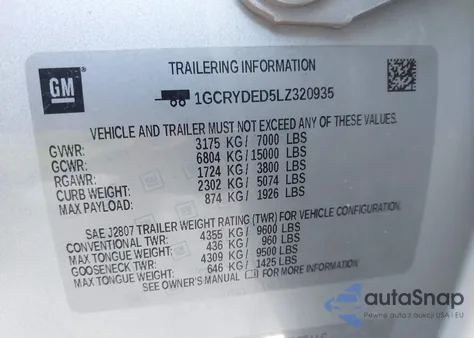 GM
TRAILERING INFORMATION
1GCRYDED5LZ320935
VEHICLE AND TRAILER MUST NOT EXCEED ANY OF THESE VALUES.
GVWR: 3175 KG/ 7000 LBS
GCWR: 6804 KG/15000 LBS
RGAWR: 1724 KG/ 3800 LBS
CURB WEIGHT: 2302 KG/ 5074 LBS
MAX PAYLOAD: 874 KG/ 1926 LBS
SAE J2807 TRAILER WEIGHT RATING (TWR) FOR VEHICLE CONFIGURATION.
CONVENTIONAL TWR: 4355 KG/ 9600 LBS
MAX TONGUE WEIGHT: 436 KG/ 960 LBS
GOOSENECK TWR: 4309 KG/ 9500 LBS
MAX TONGUE WEIGHT: 646 KG/ 1425 LBS
SEE OWNER'S MANUAL FOR MORE INFORMATION.
autoSnap
Pewne auta z USA i EU